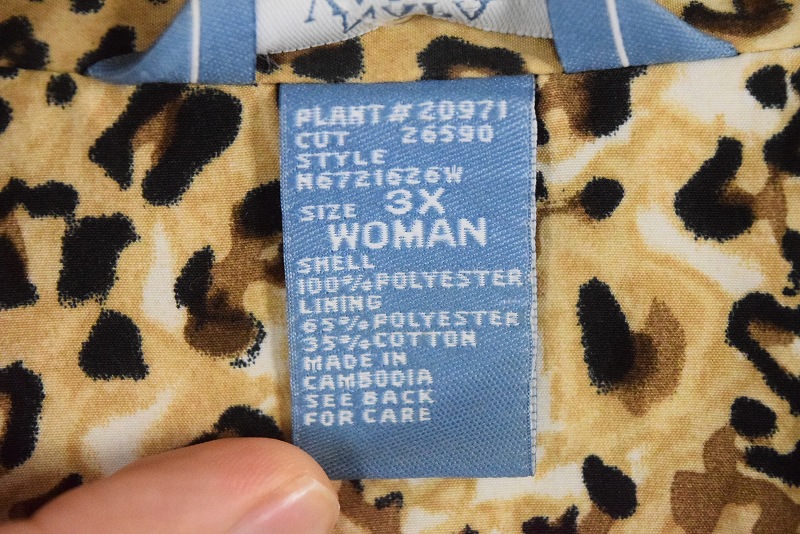 PLANT # 20971
CUT 26590
STYLE
M6721626W
SIZE 3X
WOMAN
SHELL
100% POLYESTER
LINING
65% POLYESTER
35% COTTON
MADE IN
CAMBODIA
SEE BACK
FOR CARE